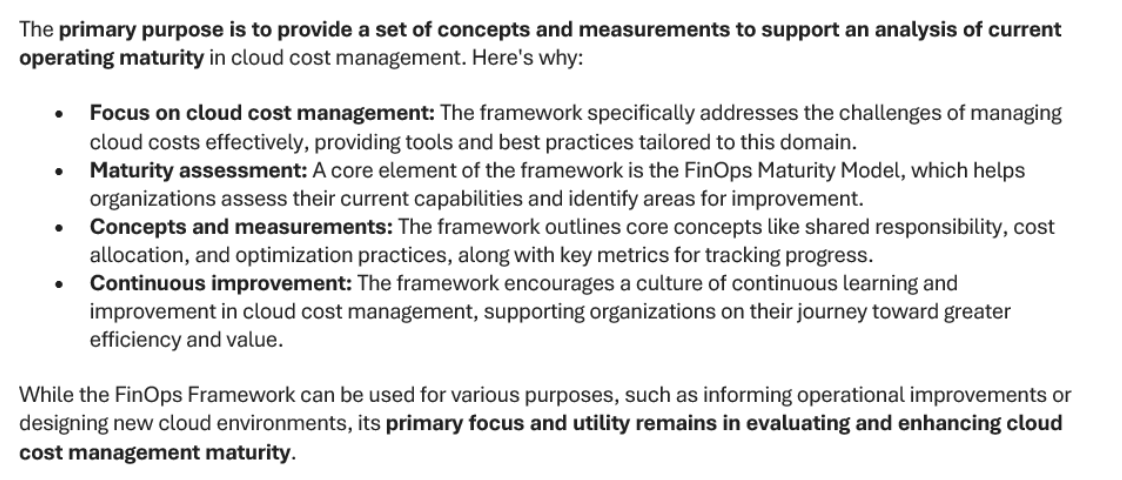 The primary purpose is to provide a set of concepts and measurements to support an analysis of current
operating maturity in cloud cost management. Here's why:
• Focus on cloud cost management: The framework specifically addresses the challenges of managing
cloud costs effectively, providing tools and best practices tailored to this domain.
• Maturity assessment: A core element of the framework is the FinOps Maturity Model, which helps
organizations assess their current capabilities and identify areas for improvement.
• Concepts and measurements: The framework outlines core concepts like shared responsibility, cost
allocation, and optimization practices, along with key metrics for tracking progress.
• Continuous improvement: The framework encourages a culture of continuous learning and
improvement in cloud cost management, supporting organizations on their journey toward greater
efficiency and value.
While the FinOps Framework can be used for various purposes, such as informing operational improvements or
designing new cloud environments, its primary focus and utility remains in evaluating and enhancing cloud
cost management maturity.